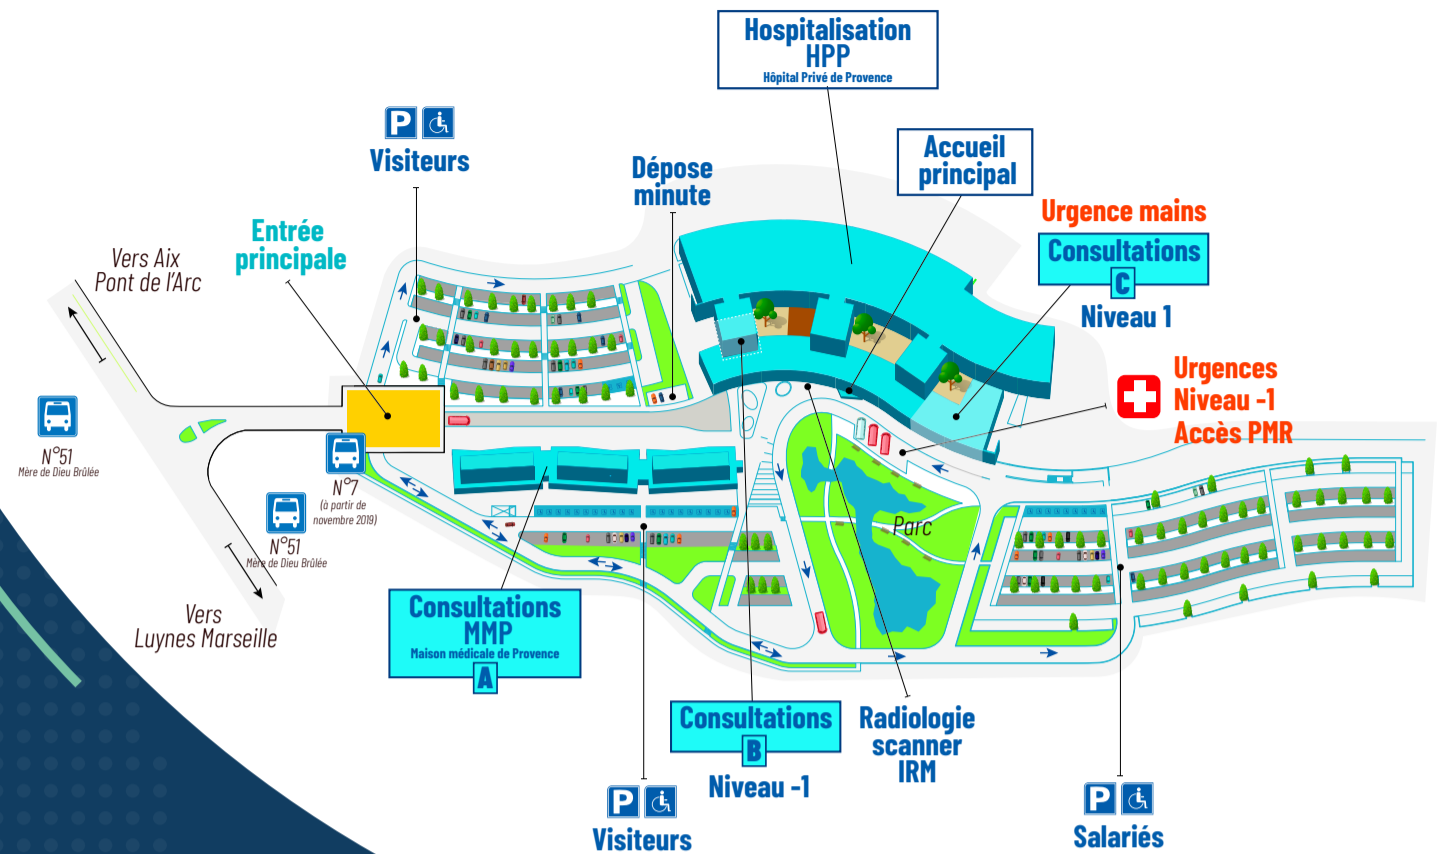 Hospitalisation
HPP
Hôpital Privé de Provence
P
Visiteurs
Dépose
minute
Accueil
principal
Urgence mains
Consultations
C
Niveau 1
Entrée
principale
Vers Aix
Pont de l'Arc
Urgences
Niveau -1
Accès PMR
N°51
Mère de Dieu Brûlée
N°7
(à partir de
novembre 2019)
N°51
Mère de Dieu Brûlée
Parc
Vers
Luynes Marseille
Consultations
MMP
Maison médicale de Provence
A
Consultations
B
Niveau -1
Radiologie
scanner
IRM
P
Visiteurs
P
Salariés